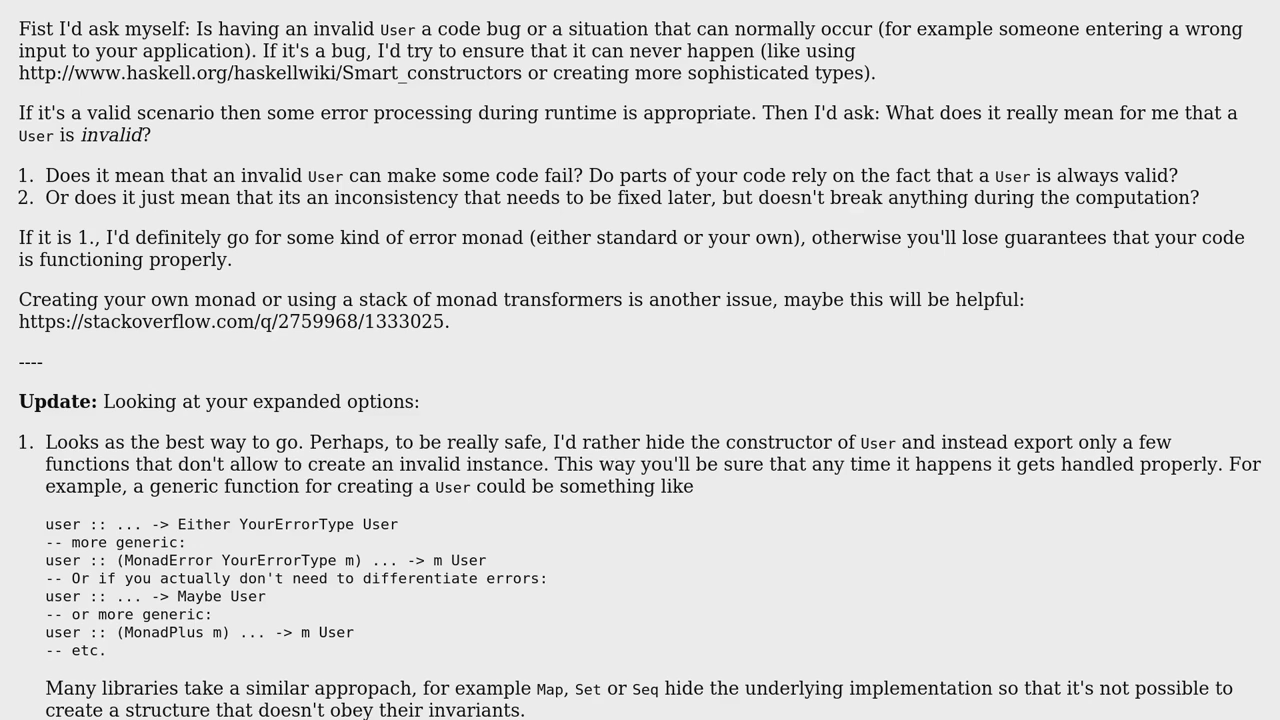 Fist I'd ask myself: Is having an invalid User a code bug or a situation that can normally occur (for example someone entering a wrong
input to your application). If it's a bug, I'd try to ensure that it can never happen (like using
http://www.haskell.org/haskellwiki/Smart_constructors or creating more sophisticated types).
If it's a valid scenario then some error processing during runtime is appropriate. Then I'd ask: What does it really mean for me that a
User is invalid?
1. Does it mean that an invalid User can make some code fail? Do parts of your code rely on the fact that a User is always valid?
2. Or does it just mean that its an inconsistency that needs to be fixed later, but doesn't break anything during the computation?
If it is 1., I'd definitely go for some kind of error monad (either standard or your own), otherwise you'll lose guarantees that your code
is functioning properly.
Creating your own monad or using a stack of monad transformers is another issue, maybe this will be helpful:
https://stackoverflow.com/q/2759968/1333025.
----
Update: Looking at your expanded options:
1. Looks as the best way to go. Perhaps, to be really safe, I'd rather hide the constructor of User and instead export only a few
functions that don't allow to create an invalid instance. This way you'll be sure that any time it happens it gets handled properly. For
example, a generic function for creating a User could be something like
user :: ... -> Either YourErrorType User
-- more generic:
user :: (MonadError YourErrorType m) ... -> m User
-- Or if you actually don't need to differentiate errors:
user :: ... -> Maybe User
-- or more generic:
user :: (MonadPlus m) ... -> m User
-- etc.
Many libraries take a similar appropach, for example Map, Set or Seq hide the underlying implementation so that it's not possible to
create a structure that doesn't obey their invariants.